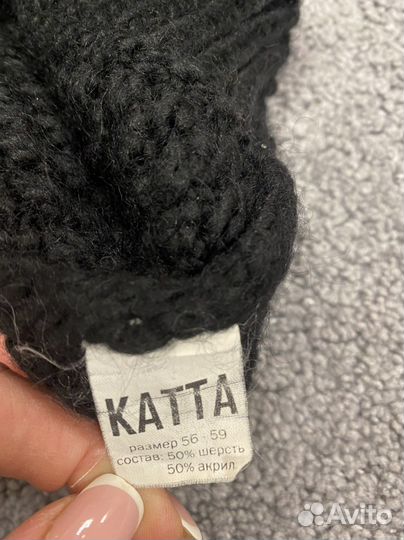 KATTA
размер 56 - 59
состав: 50% шерсть
50% акрил
Avito